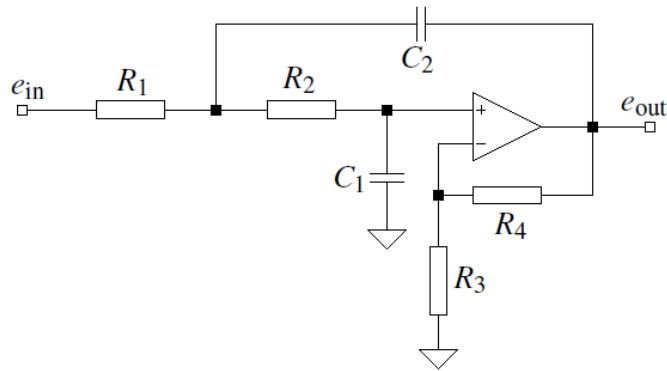 C₂
eᵢₙ
R₁
R₂
eₒᵤₜ
+
−
C₁
R₄
R₃